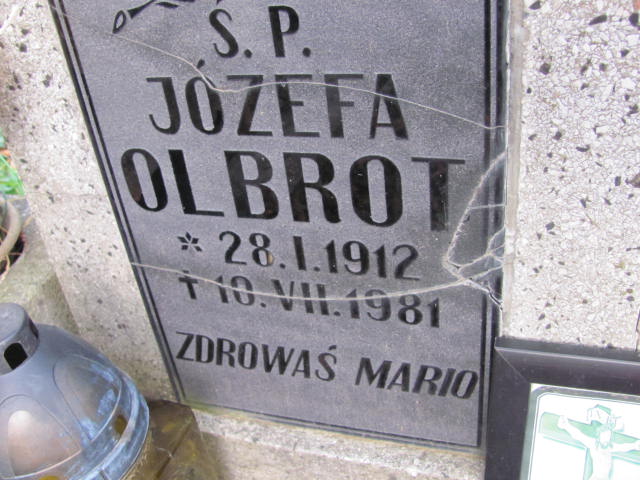 Ś. P.
JÓZEFA
OLBROT
* 28.I.1912
† 10.VII.1981
ZDROWAŚ MARIO